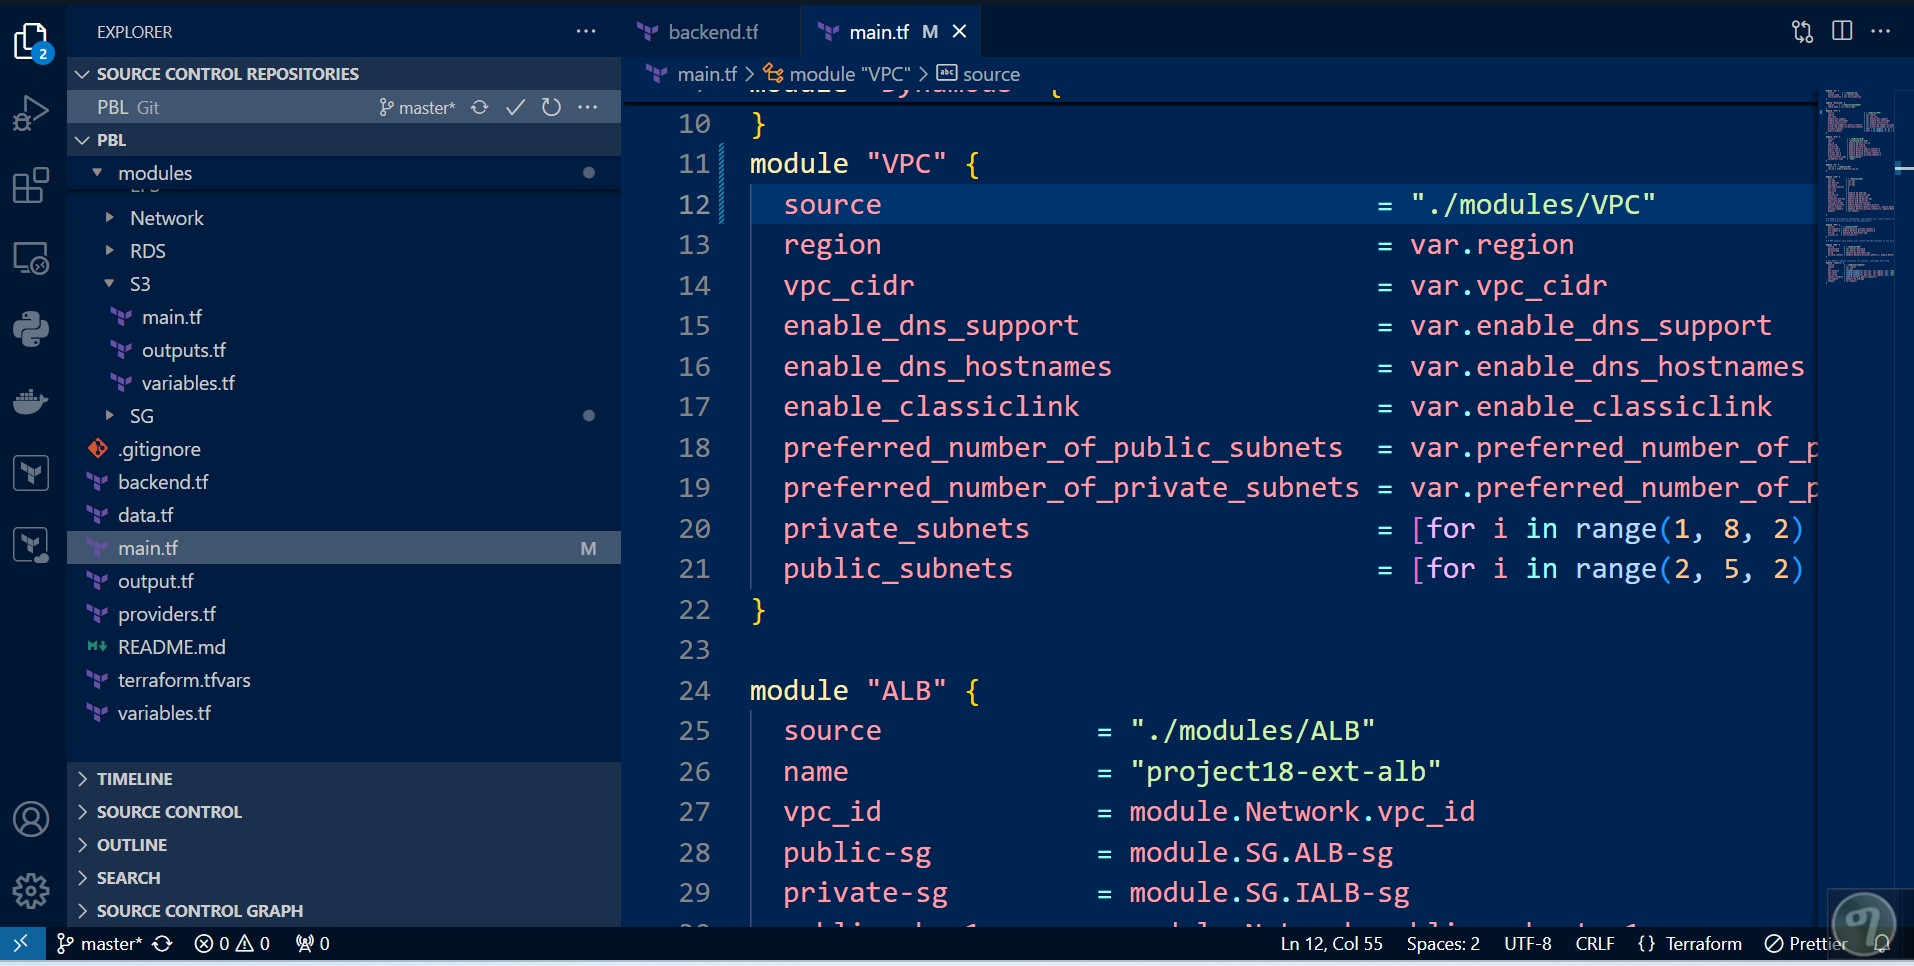 2
EXPLORER
SOURCE CONTROL REPOSITORIES
PBL Git master*
PBL
modules
Network
RDS
S3
main.tf
outputs.tf
variables.tf
SG
.gitignore
backend.tf
data.tf
main.tf M
output.tf
providers.tf
README.md
terraform.tfvars
variables.tf
TIMELINE
SOURCE CONTROL
OUTLINE
SEARCH
SOURCE CONTROL GRAPH
backend.tf main.tf M
main.tf > module "VPC" > abc source
10 }
11 module "VPC" {
12 source = "./modules/VPC"
13 region = var.region
14 vpc_cidr = var.vpc_cidr
15 enable_dns_support = var.enable_dns_support
16 enable_dns_hostnames = var.enable_dns_hostnames
17 enable_classiclink = var.enable_classiclink
18 preferred_number_of_public_subnets = var.preferred_number_of_p
19 preferred_number_of_private_subnets = var.preferred_number_of_p
20 private_subnets = [for i in range(1, 8, 2)
21 public_subnets = [for i in range(2, 5, 2)
22 }
23
24 module "ALB" {
25 source = "./modules/ALB"
26 name = "project18-ext-alb"
27 vpc_id = module.Network.vpc_id
28 public-sg = module.SG.ALB-sg
29 private-sg = module.SG.IALB-sg
master* 0 0 0 Ln 12, Col 55 Spaces: 2 UTF-8 CRLF {} Terraform Prettier